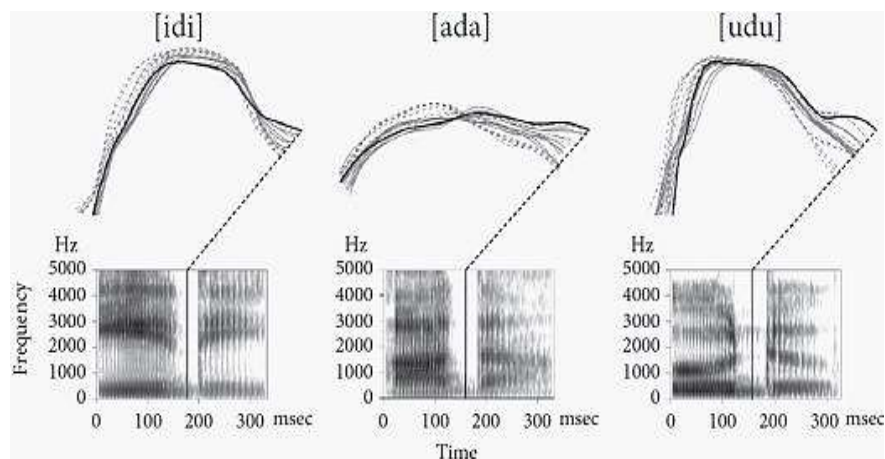 [idi] [ada] [udu]
Hz Hz Hz
5000 5000 5000
4000 4000 4000
3000 3000 3000
2000 2000 2000
1000 1000 1000
0 0 0
Frequency
0 100 200 300 msec 0 100 200 300 msec 0 100 200 300 msec
Time